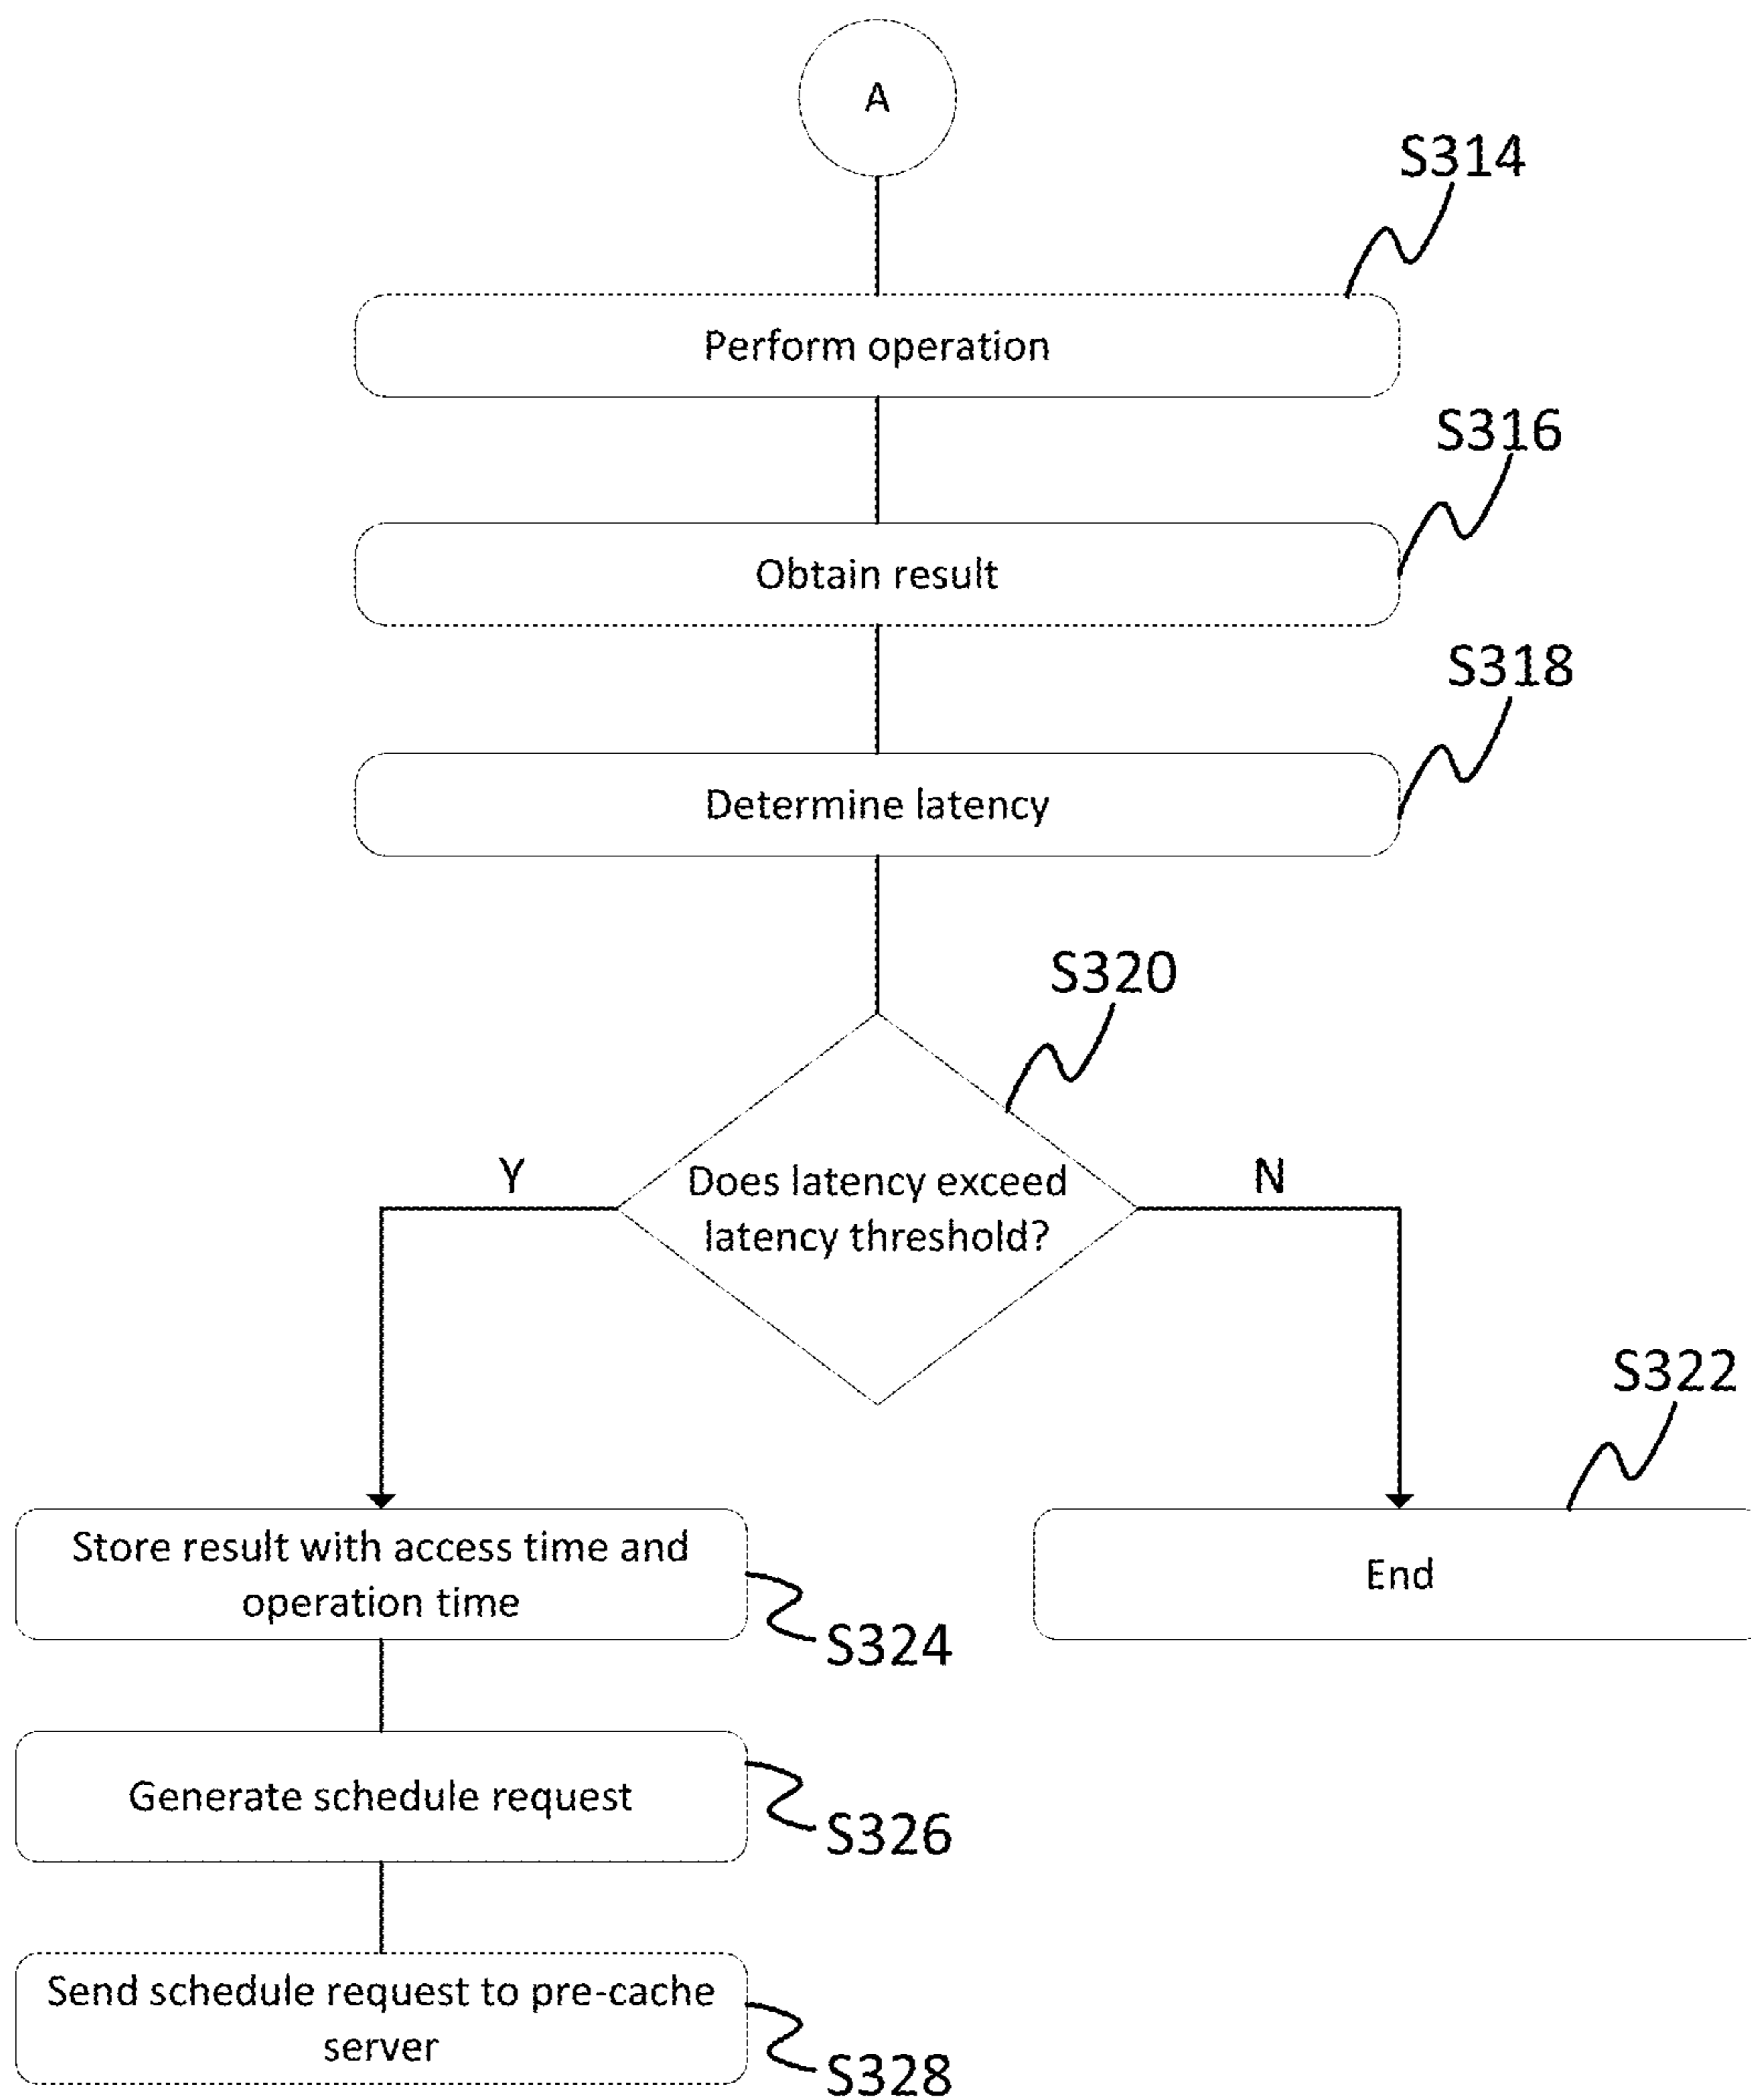 A
S314
Perform operation
S316
Obtain result
S318
Determine latency
S320
Y
N
Does latency exceed
latency threshold?
S322
Store result with access time and
operation time
End
S324
Generate schedule request
S326
Send schedule request to pre-cache
server
S328